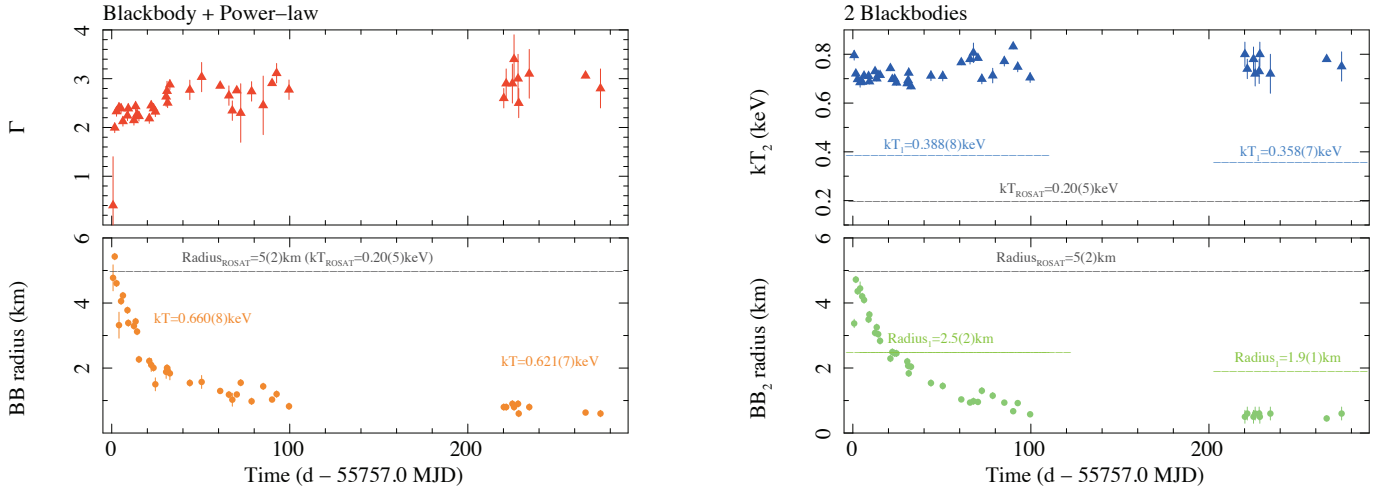 Blackbody + Power−law
Γ
4
3
2
1
BB radius (km)
6
4
2
Radius_ROSAT=5(2)km (kT_ROSAT=0.20(5)keV)
kT=0.660(8)keV
kT=0.621(7)keV
0
100
200
Time (d − 55757.0 MJD)
2 Blackbodies
kT_2 (keV)
0.8
0.6
0.4
0.2
kT_1=0.388(8)keV
kT_1=0.358(7)keV
kT_ROSAT=0.20(5)keV
BB_2 radius (km)
6
4
2
0
Radius_ROSAT=5(2)km
Radius_1=2.5(2)km
Radius_1=1.9(1)km
0
100
200
Time (d − 55757.0 MJD)